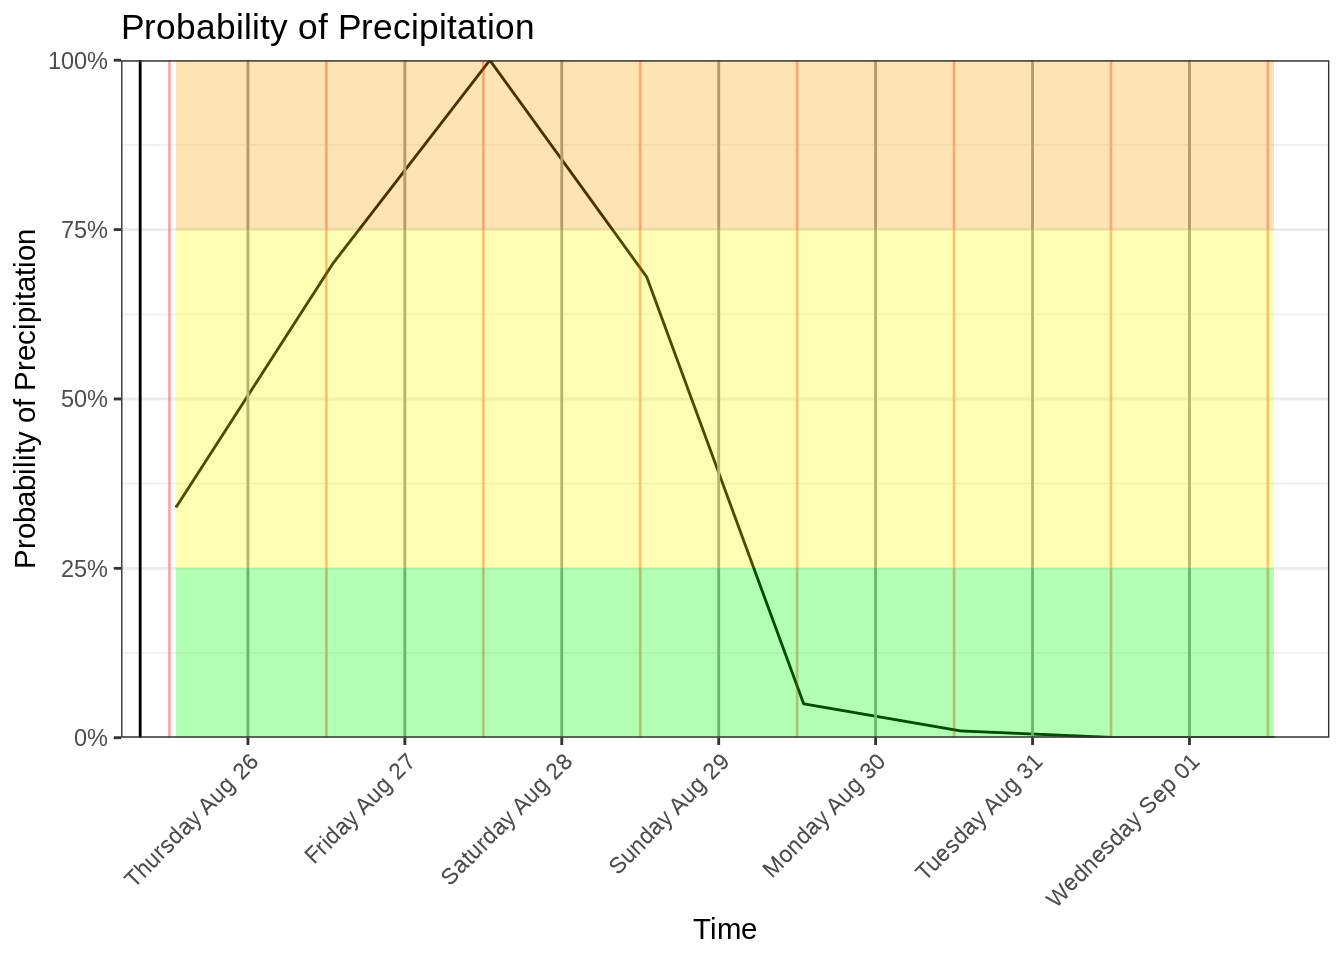 Probability of Precipitation
Probability of Precipitation
100%
75%
50%
25%
0%
Thursday Aug 26
Friday Aug 27
Saturday Aug 28
Sunday Aug 29
Monday Aug 30
Tuesday Aug 31
Wednesday Sep 01
Time